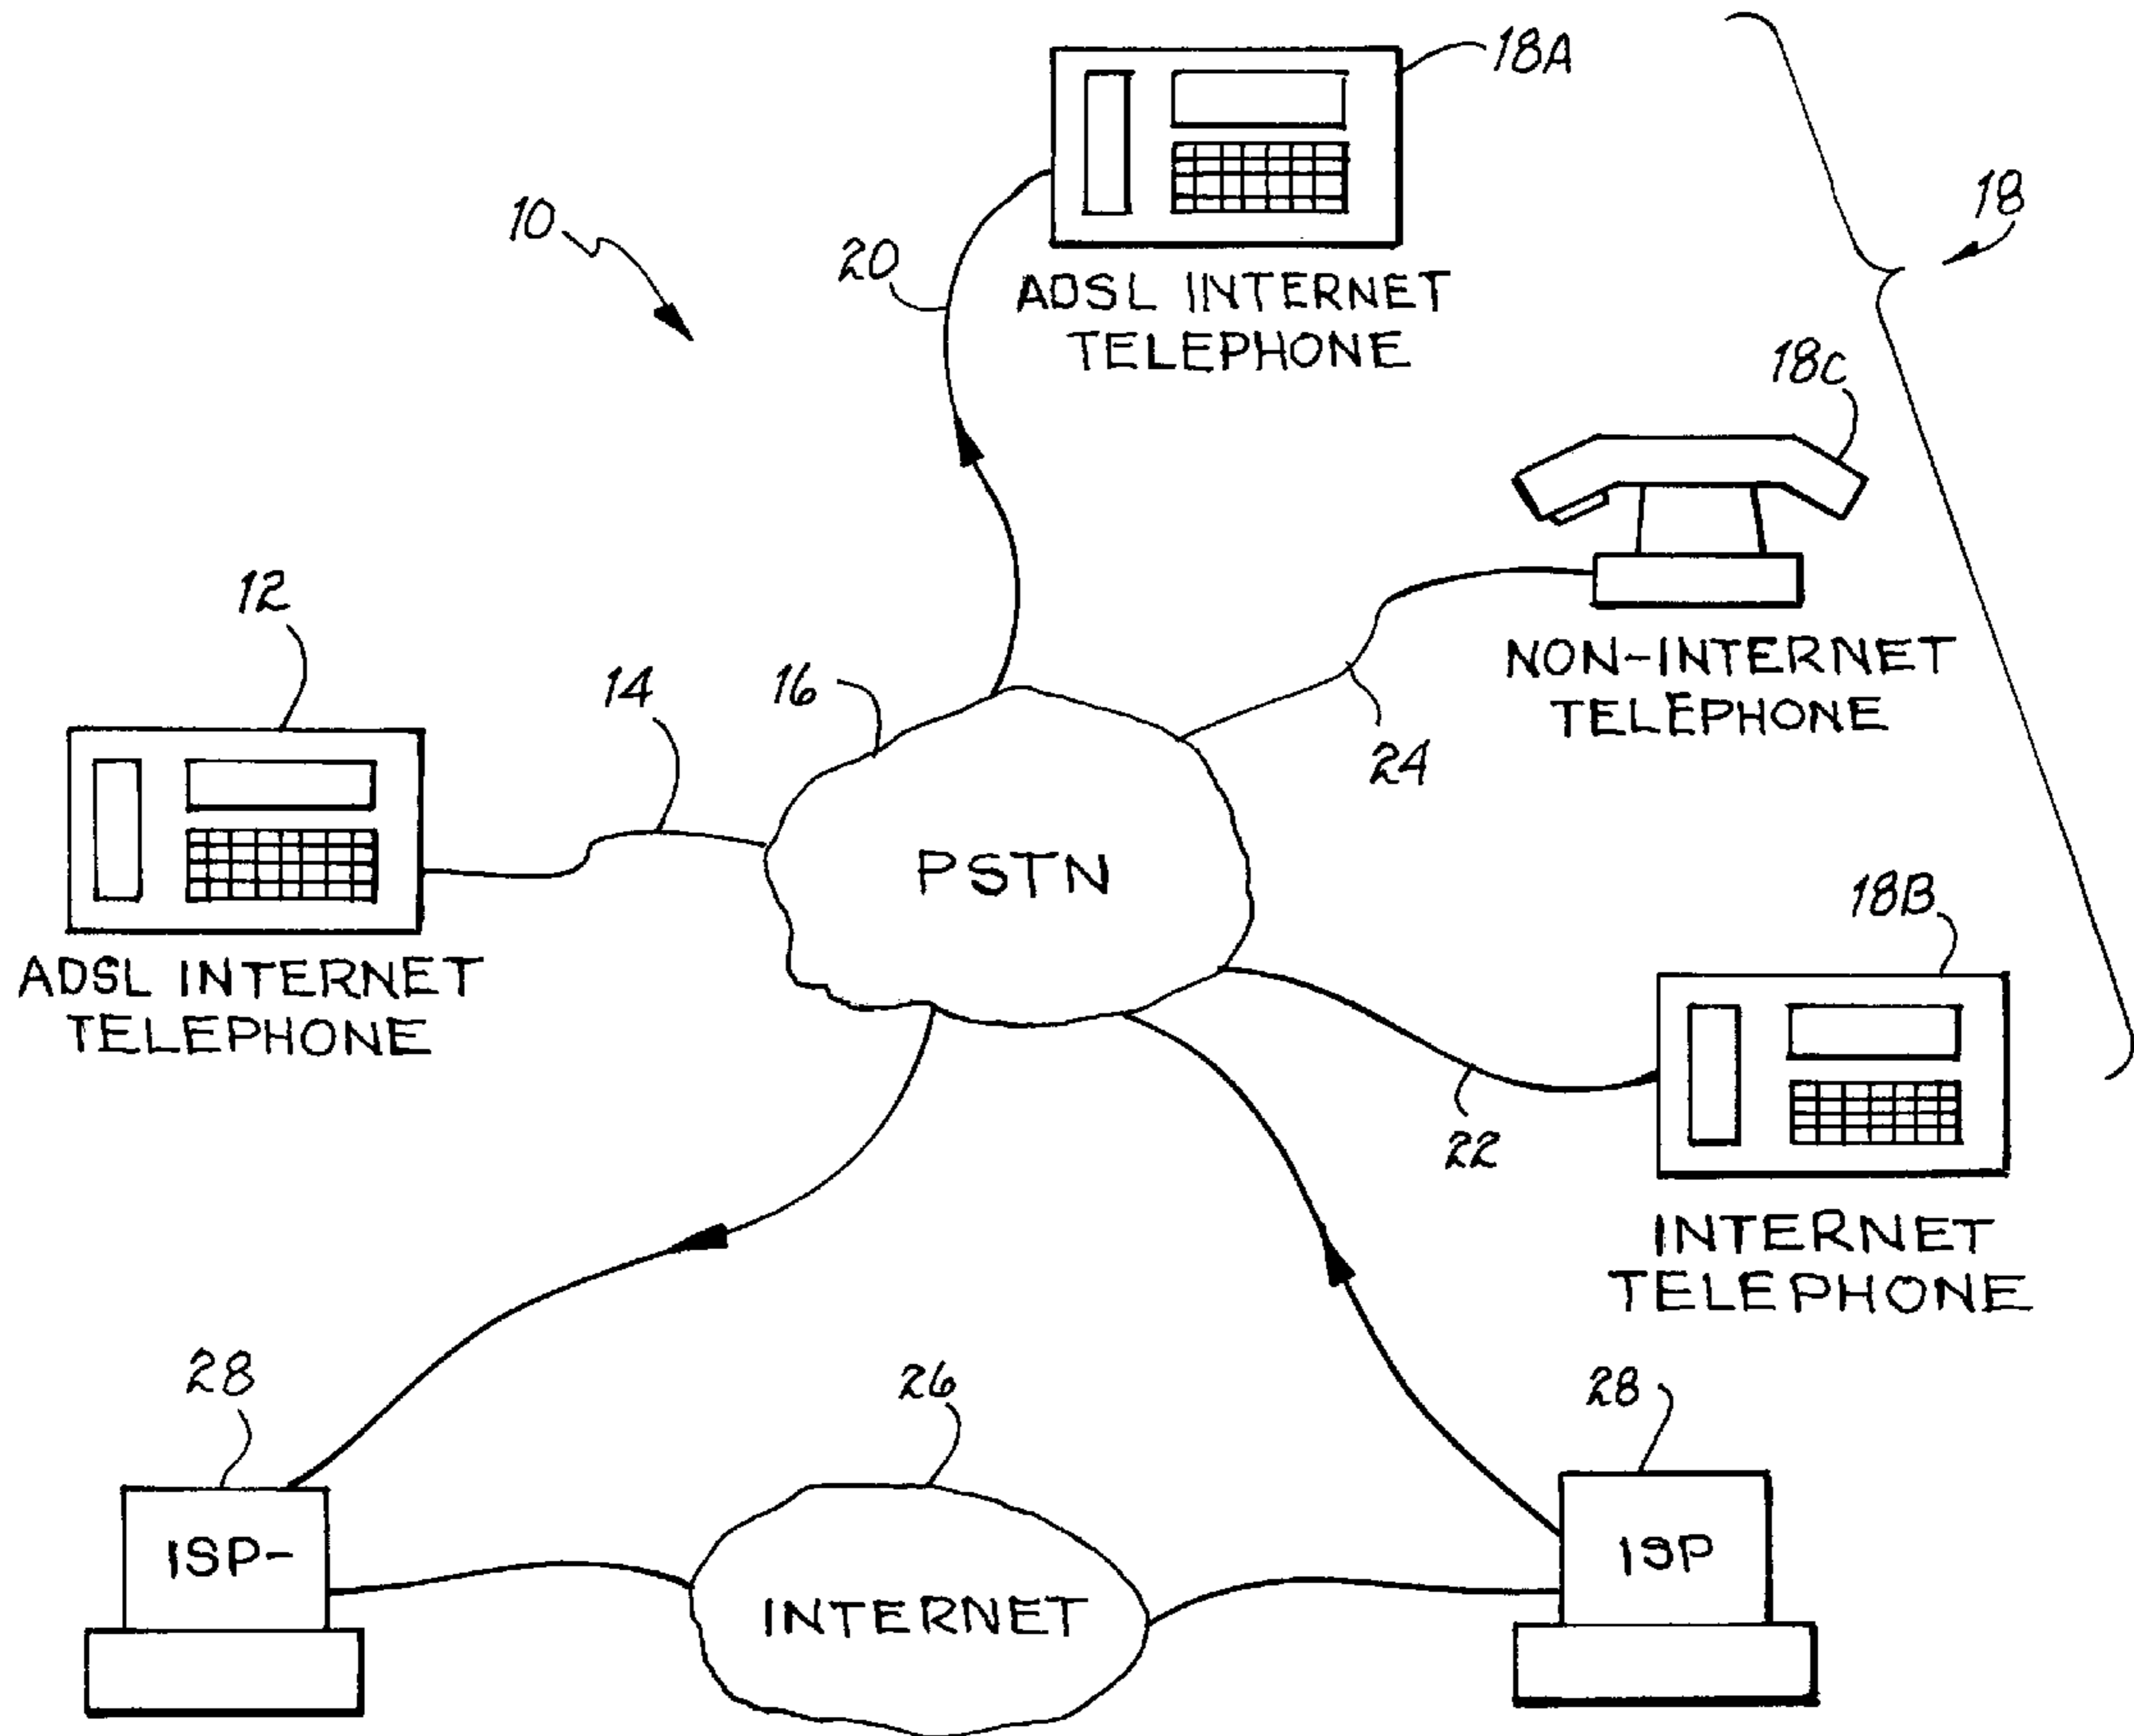 18A
18
10
20
ADSL INTERNET
TELEPHONE
18C
12
14
16
NON-INTERNET
TELEPHONE
24
PSTN
18B
ADSL INTERNET
TELEPHONE
22
INTERNET
TELEPHONE
28
26
28
ISP-
INTERNET
ISP